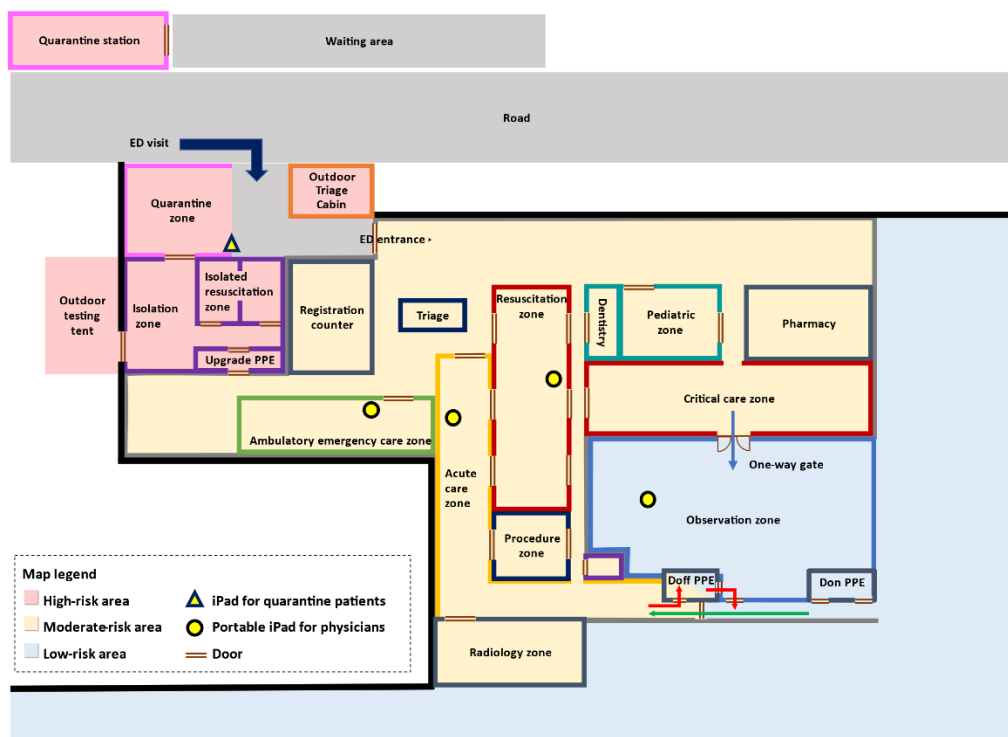 Quarantine station
Waiting area
Road
ED visit
Outdoor
Triage
Cabin
Quarantine
zone
ED entrance ›
Outdoor
testing
tent
Isolation
zone
Isolated
resuscitation
zone
Upgrade PPE
Registration
counter
Triage
Resuscitation
zone
Dentistry
Pediatric
zone
Pharmacy
Critical care zone
Ambulatory emergency care zone
Acute
care
zone
One-way
gate
Observation zone
Procedure
zone
Doff PPE
Don PPE
Radiology zone
Map legend
High-risk area
Moderate-risk area
Low-risk area
iPad for quarantine patients
Portable iPad for physicians
Door